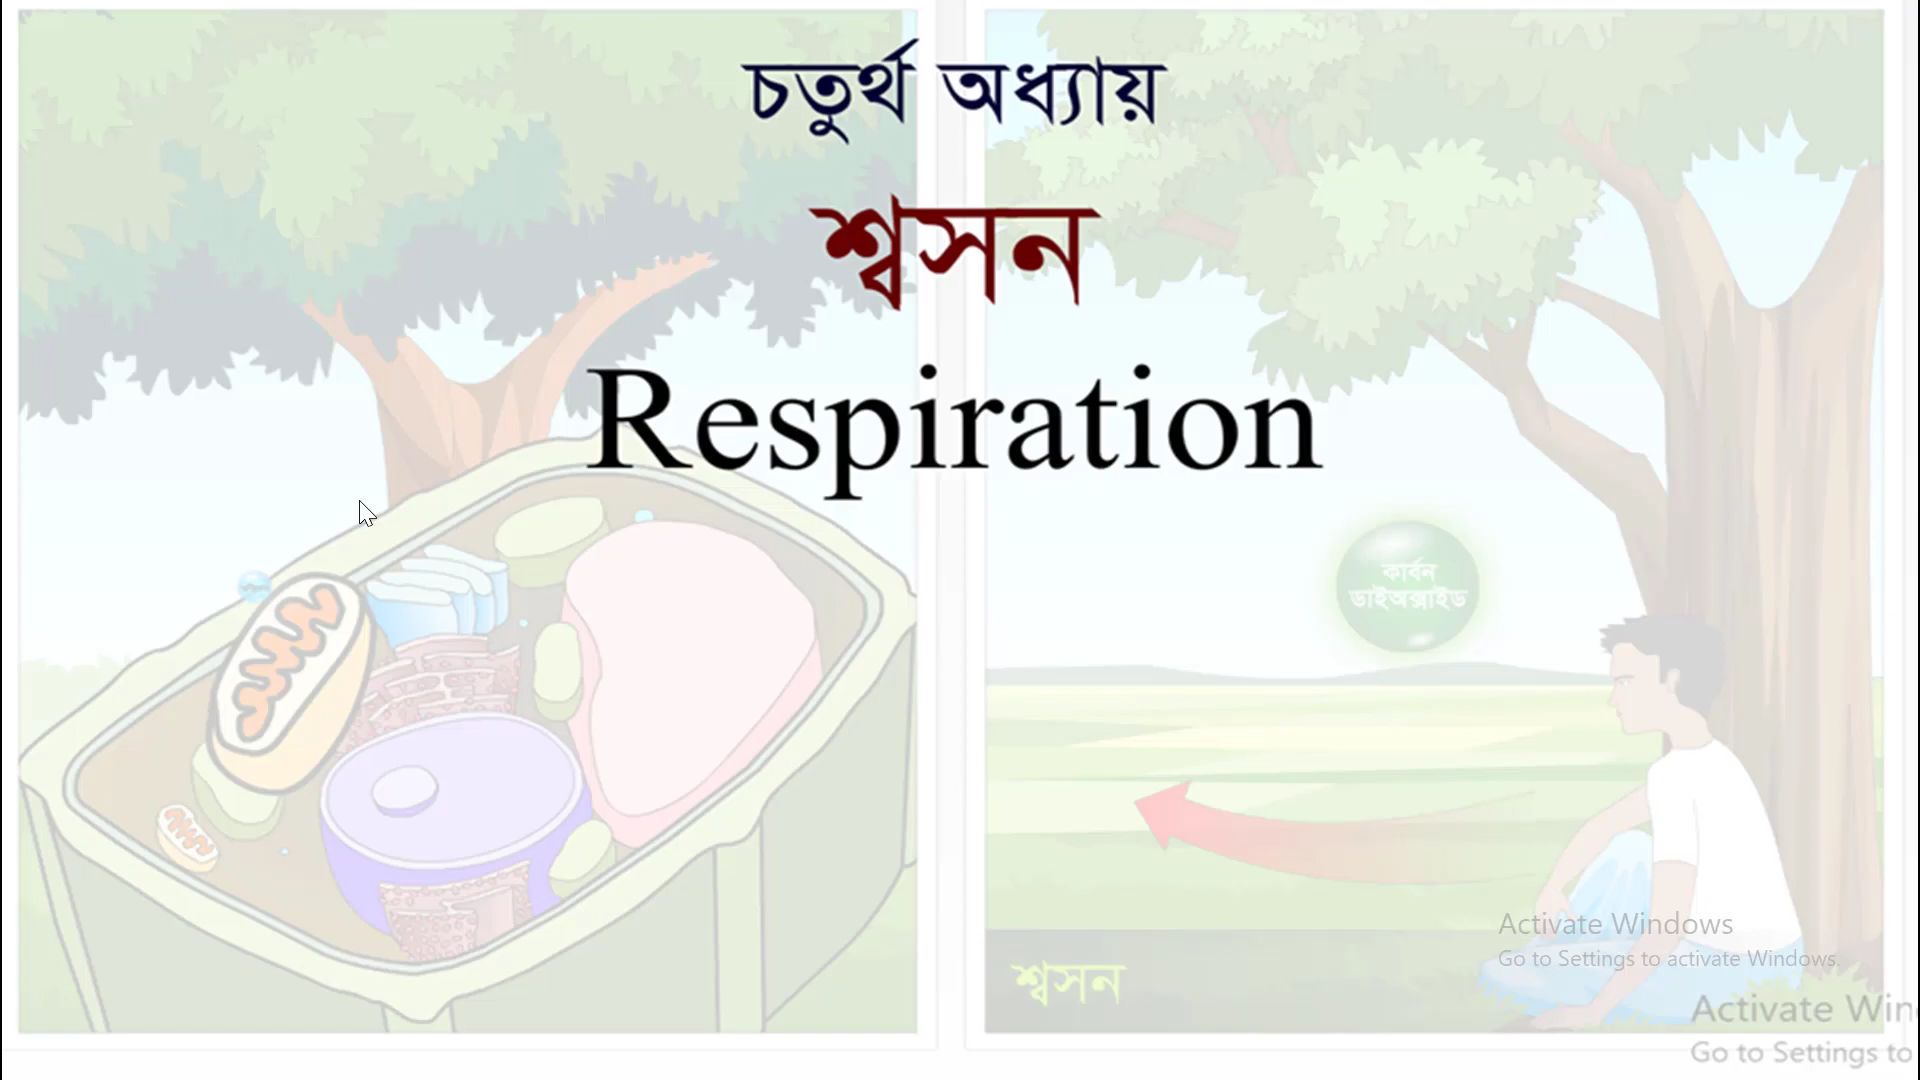 চতুর্থ অধ্যায়
শ্বসন
Respiration
কার্বন
ডাইঅক্সাইড
শ্বসন
Activate Windows
Go to Settings to activate Windows.
Activate Win
Go to Settings to